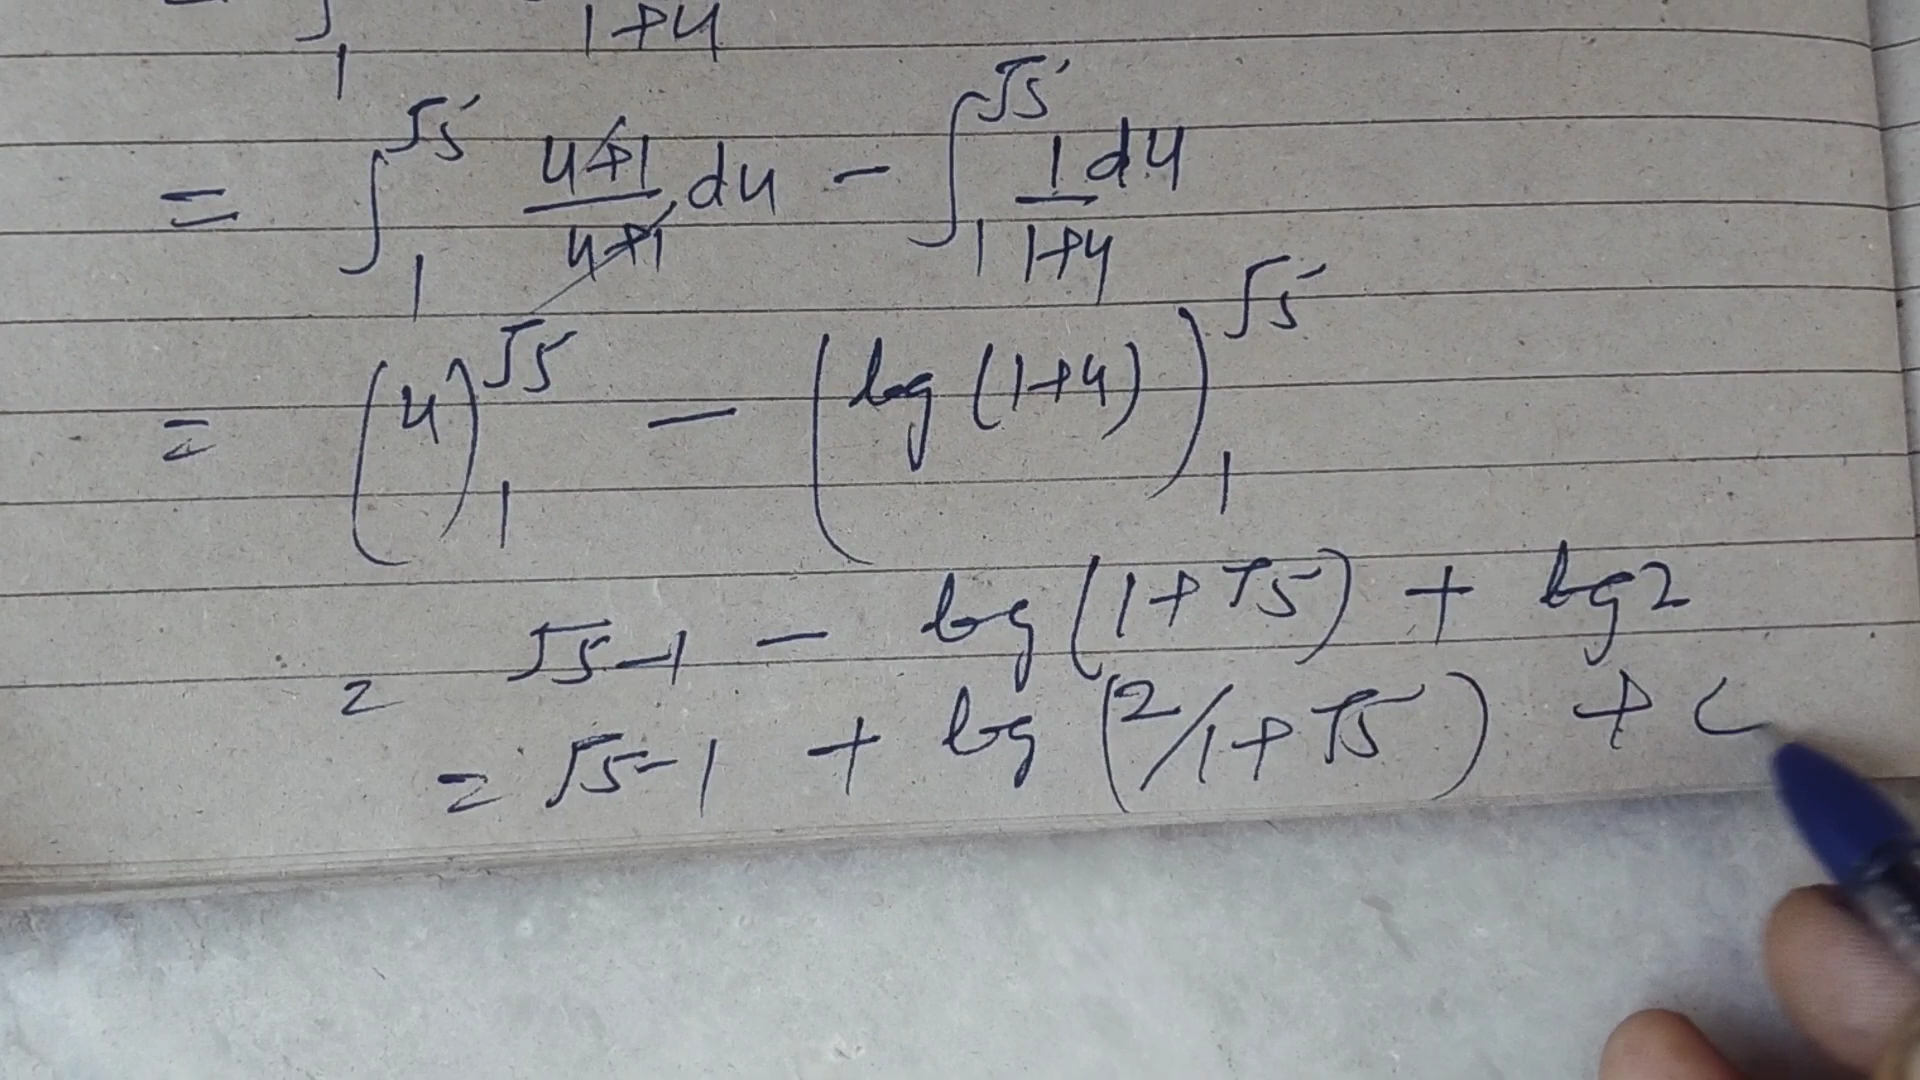 = ∫₁ 1+u
= ∫₁^√5 (u+1)/(u+1) du - ∫₁^√5 1/(1+u) du
= (u)₁^√5 - (log (1+u))₁^√5
= √5-1 - log (1+√5) + log2
= √5-1 + log (2/1+√5) + C